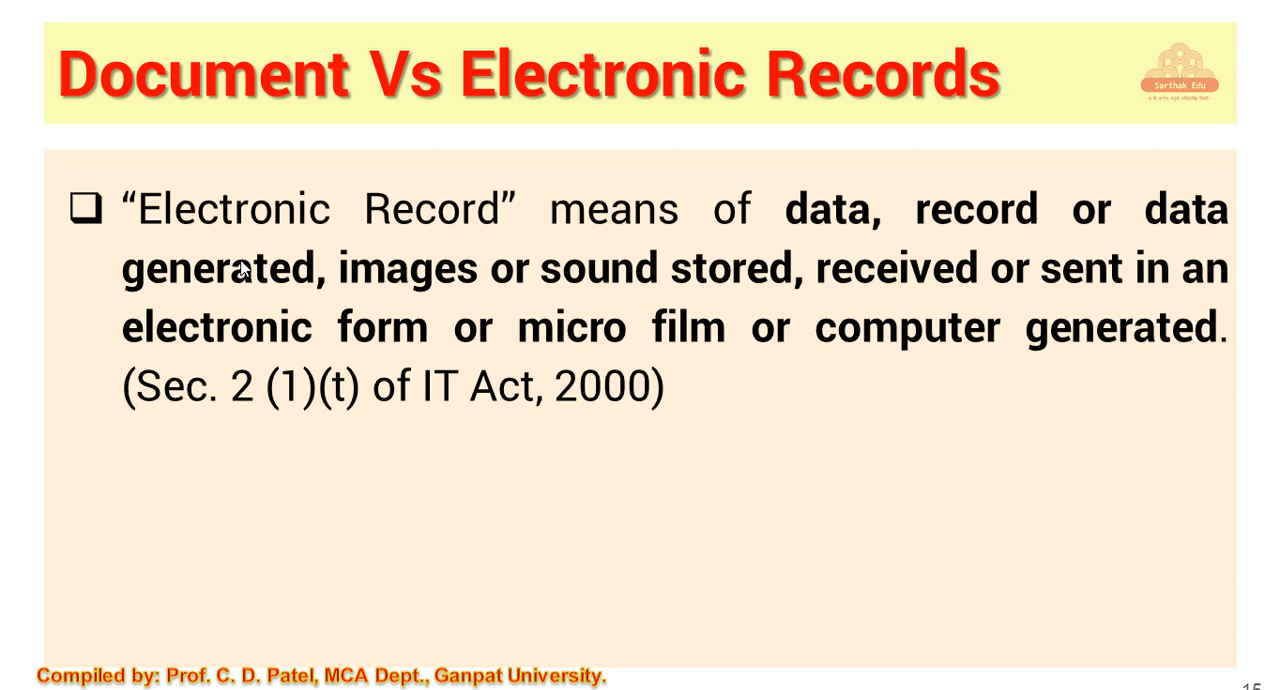 Document Vs Electronic Records
Sarthak Edu
❑ “Electronic Record” means of data, record or data
generated, images or sound stored, received or sent in an
electronic form or micro film or computer generated.
(Sec. 2 (1)(t) of IT Act, 2000)
Compiled by: Prof. C. D. Patel, MCA Dept., Ganpat University.
15